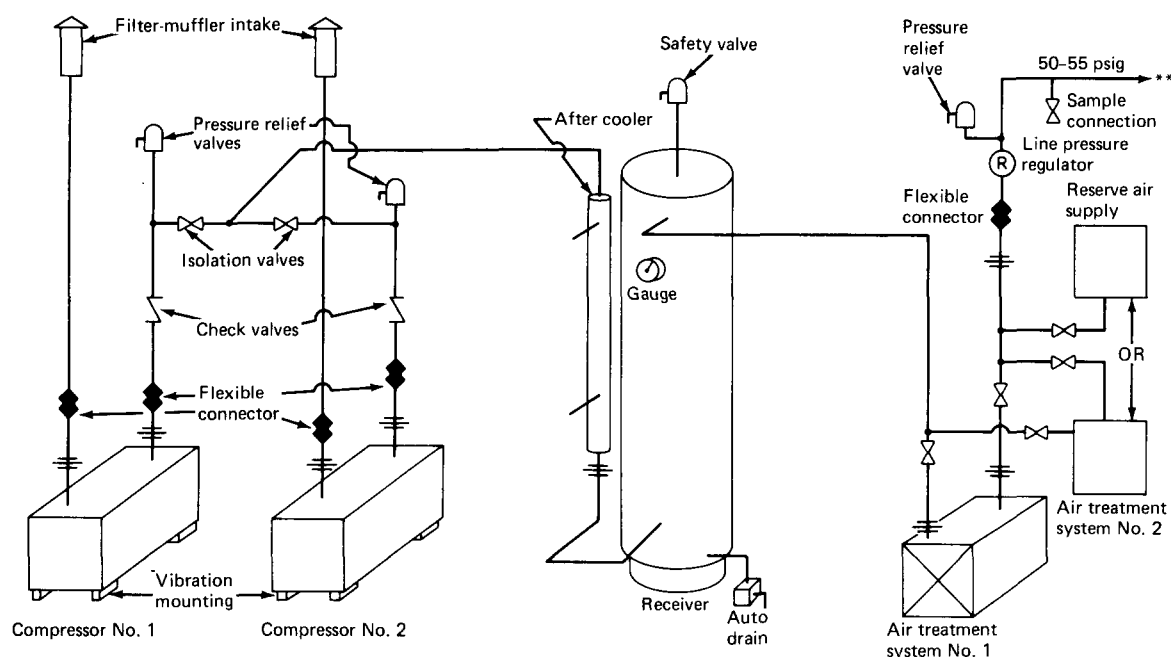 Filter-muffler intake
Pressure relief
valves
Isolation valves
Check valves
Flexible
connector
Vibration
mounting
Compressor No. 1
Compressor No. 2
After cooler
Safety valve
Gauge
Receiver
Auto
drain
Pressure
relief
valve
50–55 psig
**
Sample
connection
R
Line pressure
regulator
Flexible
connector
Reserve air
supply
OR
Air treatment
system No. 2
Air treatment
system No. 1